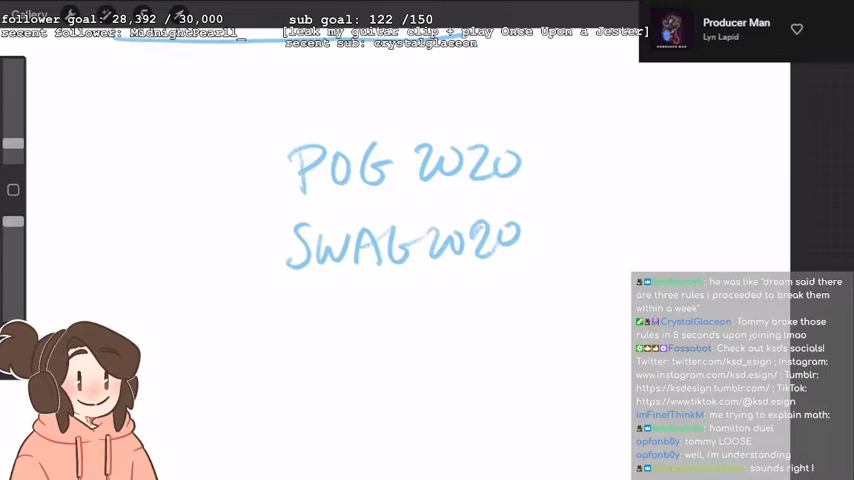 Gallery
follower goal: 28,392 / 30,000
sub goal: 122 /150
recent follower: MidnightPearll_
[leak my guitar clip + play Once Upon a Jester]
recent sub: crystalglaceon
Producer Man
Lyn Lapid
POG 2020
SWAG 2020
: he was like "dream said there
are three rules i proceeded to break them
within a week"
CrystalGlaceon: Tommy broke those
rules in 5 seconds upon joining lmao
Fossabot: Check out ksd's socials!
Twitter: twitter.com/ksd_esign ; Instagram:
www.instagram.com/ksd.esign/ ; Tumblr:
https://ksdesign.tumblr.com/ ; TikTok:
https://www.tiktok.com/@ksd.esign
ImFineIThinkM: me trying to explain math:
: hamilton duel
opfanb0y: tommy LOOSE
opfanb0y: well, i'm understanding
: sounds right !